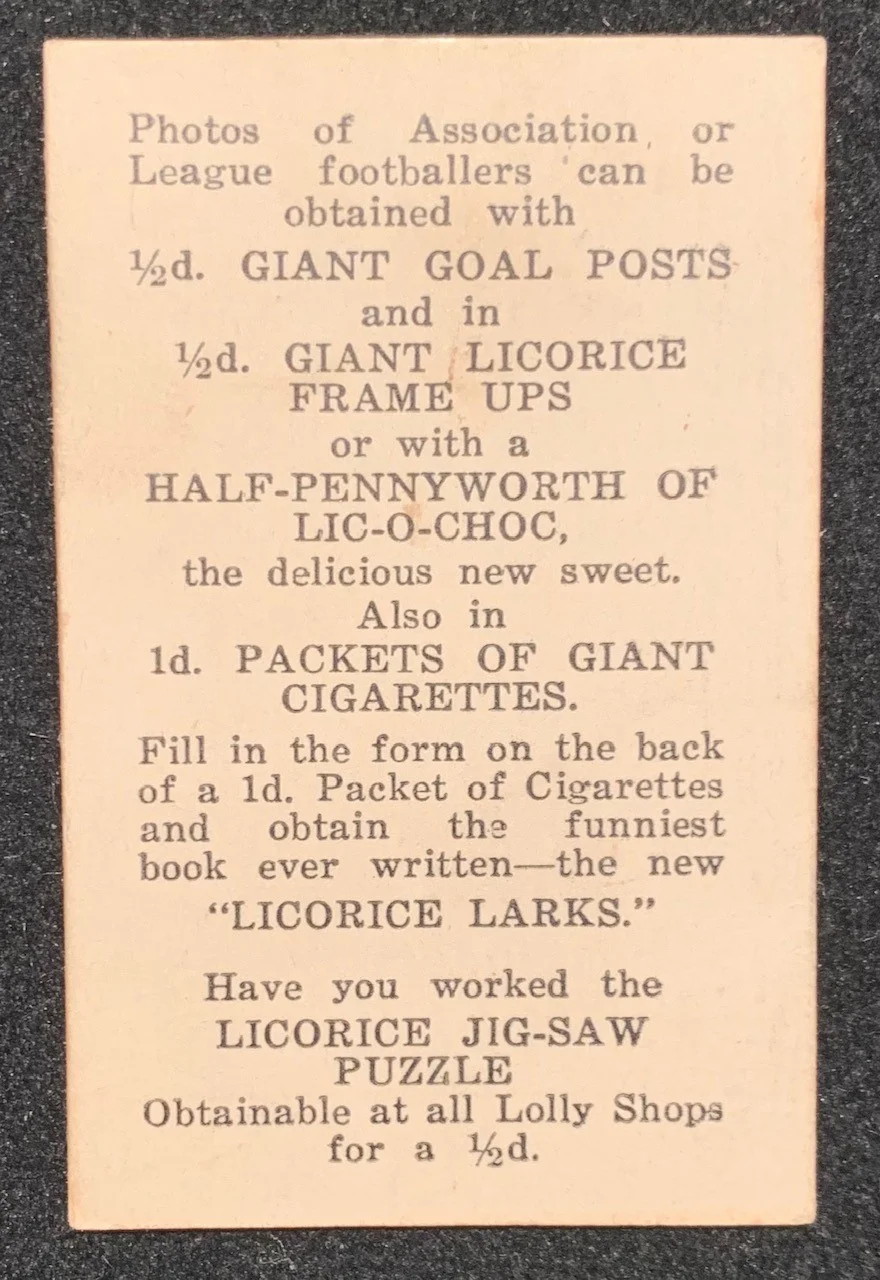 Photos of Association, or
League footballers can be
obtained with
½d. GIANT GOAL POSTS
and in
½d. GIANT LICORICE
FRAME UPS
or with a
HALF-PENNYWORTH OF
LIC-O-CHOC,
the delicious new sweet.
Also in
1d. PACKETS OF GIANT
CIGARETTES.
Fill in the form on the back
of a 1d. Packet of Cigarettes
and obtain the funniest
book ever written—the new
“LICORICE LARKS.”
Have you worked the
LICORICE JIG-SAW
PUZZLE
Obtainable at all Lolly Shops
for a ½d.